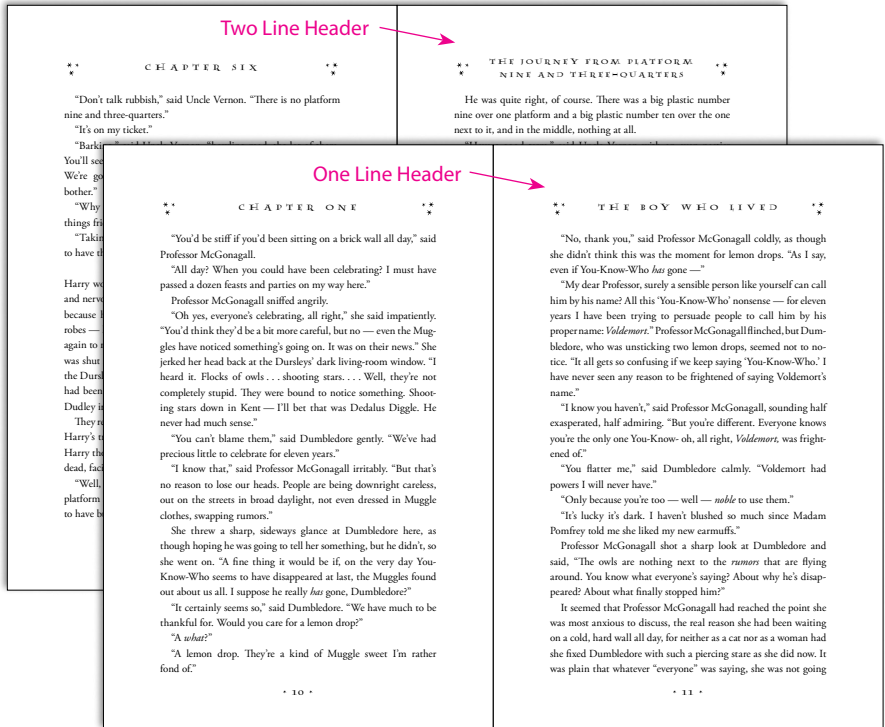 Two Line Header
CHAPTER SIX
"Don't talk rubbish," said Uncle Vernon. "There is no platform
nine and three-quarters."
"It's on my ticket."
You'll see
We're
bother."
"Why
things
to have
Harry
and
because
robes —
again to
was shut
the
had been
Dudley
They
Harry's
Harry
dead,
"Well,
platform
to have
THE JOURNEY FROM PLATFORM
NINE AND THREE-QUARTERS
He was quite right, of course. There was a big plastic number
nine over one platform and a big plastic number ten over the one
next to it, and in the middle, nothing at all.
One Line Header
CHAPTER ONE
"You'd be stiff if you'd been sitting on a brick wall all day," said
Professor McGonagall.
"All day? When you could have been celebrating? I must have
passed a dozen feasts and parties on my way here."
Professor McGonagall sniffed angrily.
"Oh yes, everyone's celebrating, all right," she said impatiently.
"You'd think they'd be a bit more careful, but no — even the Mug-
gles have noticed something's going on. It was on their news." She
jerked her head back at the Dursleys' dark living-room window. "I
heard it. Flocks of owls . . . shooting stars. . . . Well, they're not
completely stupid. They were bound to notice something. Shoot-
ing stars down in Kent — I'll bet that was Dedalus Diggle. He
never had much sense."
"You can't blame them," said Dumbledore gently. "We've had
precious little to celebrate for eleven years."
"I know that," said Professor McGonagall irritably. "But that's
no reason to lose our heads. People are being downright careless,
out on the streets in broad daylight, not even dressed in Muggle
clothes, swapping rumors."
She threw a sharp, sideways glance at Dumbledore here, as
though hoping he was going to tell her something, but he didn't, so
she went on. "A fine thing it would be if, on the very day You-
Know-Who seems to have disappeared at last, the Muggles found
out about us all. I suppose he really has gone, Dumbledore?"
"It certainly seems so," said Dumbledore. "We have much to be
thankful for. Would you care for a lemon drop?"
"A what?"
"A lemon drop. They're a kind of Muggle sweet I'm rather
fond of."
• 10 •
THE BOY WHO LIVED
"No, thank you," said Professor McGonagall coldly, as though
she didn't think this was the moment for lemon drops. "As I say,
even if You-Know-Who has gone —"
"My dear Professor, surely a sensible person like yourself can call
him by his name? All this 'You-Know-Who' nonsense — for eleven
years I have been trying to persuade people to call him by his
proper name: Voldemort." Professor McGonagall flinched, but Dum-
bledore, who was unsticking two lemon drops, seemed not to no-
tice. "It all gets so confusing if we keep saying 'You-Know-Who.' I
have never seen any reason to be frightened of saying Voldemort's
name."
"I know you haven't," said Professor McGonagall, sounding half
exasperated, half admiring. "But you're different. Everyone knows
you're the only one You-Know- oh, all right, Voldemort, was fright-
ened of."
"You flatter me," said Dumbledore calmly. "Voldemort had
powers I will never have."
"Only because you're too — well — noble to use them."
"It's lucky it's dark. I haven't blushed so much since Madam
Pomfrey told me she liked my new earmuffs."
Professor McGonagall shot a sharp look at Dumbledore and
said, "The owls are nothing next to the rumors that are flying
around. You know what everyone's saying? About why he's disap-
peared? About what finally stopped him?"
It seemed that Professor McGonagall had reached the point she
was most anxious to discuss, the real reason she had been waiting
on a cold, hard wall all day, for neither as a cat nor as a woman had
she fixed Dumbledore with such a piercing stare as she did now. It
was plain that whatever "everyone" was saying, she was not going
• 11 •